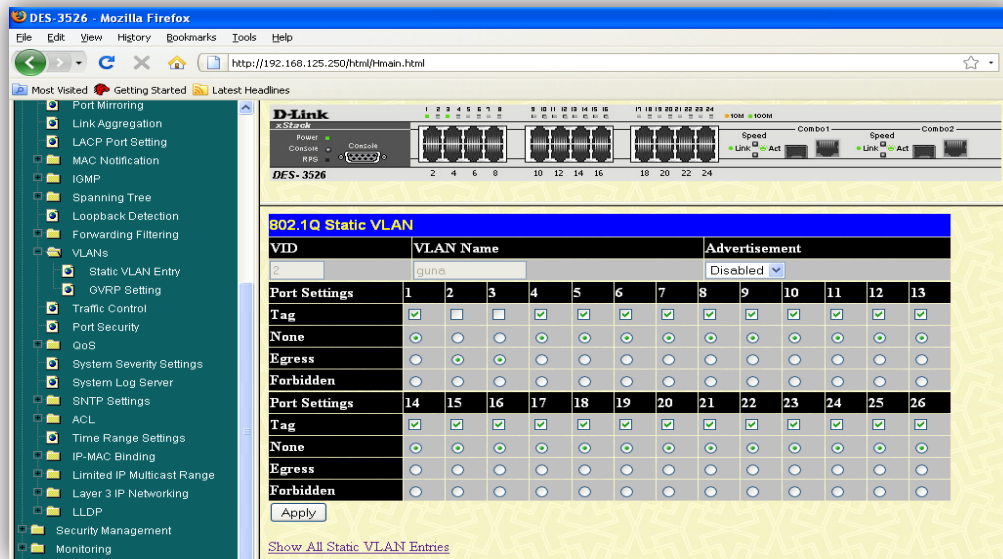 DES-3526 - Mozilla Firefox
File Edit View History Bookmarks Tools Help
http://192.168.125.250/html/Hmain.html
Most Visited Getting Started Latest Headlines
Port Mirroring
Link Aggregation
LACP Port Setting
MAC Notification
IGMP
Spanning Tree
Loopback Detection
Forwarding Filtering
VLANs
Static VLAN Entry
GVRP Setting
Traffic Control
Port Security
QoS
System Severity Settings
System Log Server
SNTP Settings
ACL
Time Range Settings
IP-MAC Binding
Limited IP Multicast Range
Layer 3 IP Networking
LLDP
Security Management
Monitoring
D-Link
xStack
Power
Console
RPS
Console
DES-3526
1 2 3 4 5 6 7 8 9 10 11 12 13 14 15 16 17 18 19 20 21 22 23 24
10M 100M
Speed Combo1 Speed Combo2
Link Act Link Act
2 4 6 8 10 12 14 16 18 20 22 24
802.1Q Static VLAN
VID VLAN Name Advertisement
2 guna Disabled
Port Settings 1 2 3 4 5 6 7 8 9 10 11 12 13
Tag
None
Egress
Forbidden
Port Settings 14 15 16 17 18 19 20 21 22 23 24 25 26
Tag
None
Egress
Forbidden
Apply
Show All Static VLAN Entries